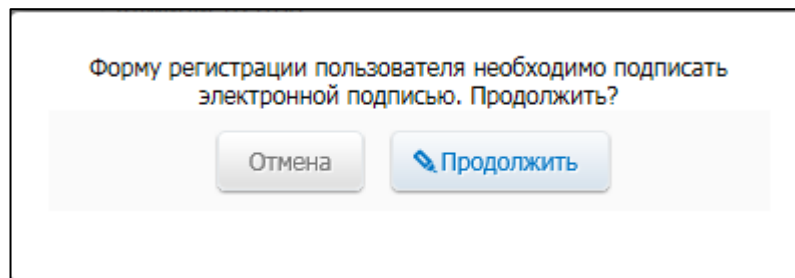 Форму регистрации пользователя необходимо подписать
электронной подписью. Продолжить?
Отмена
Продолжить